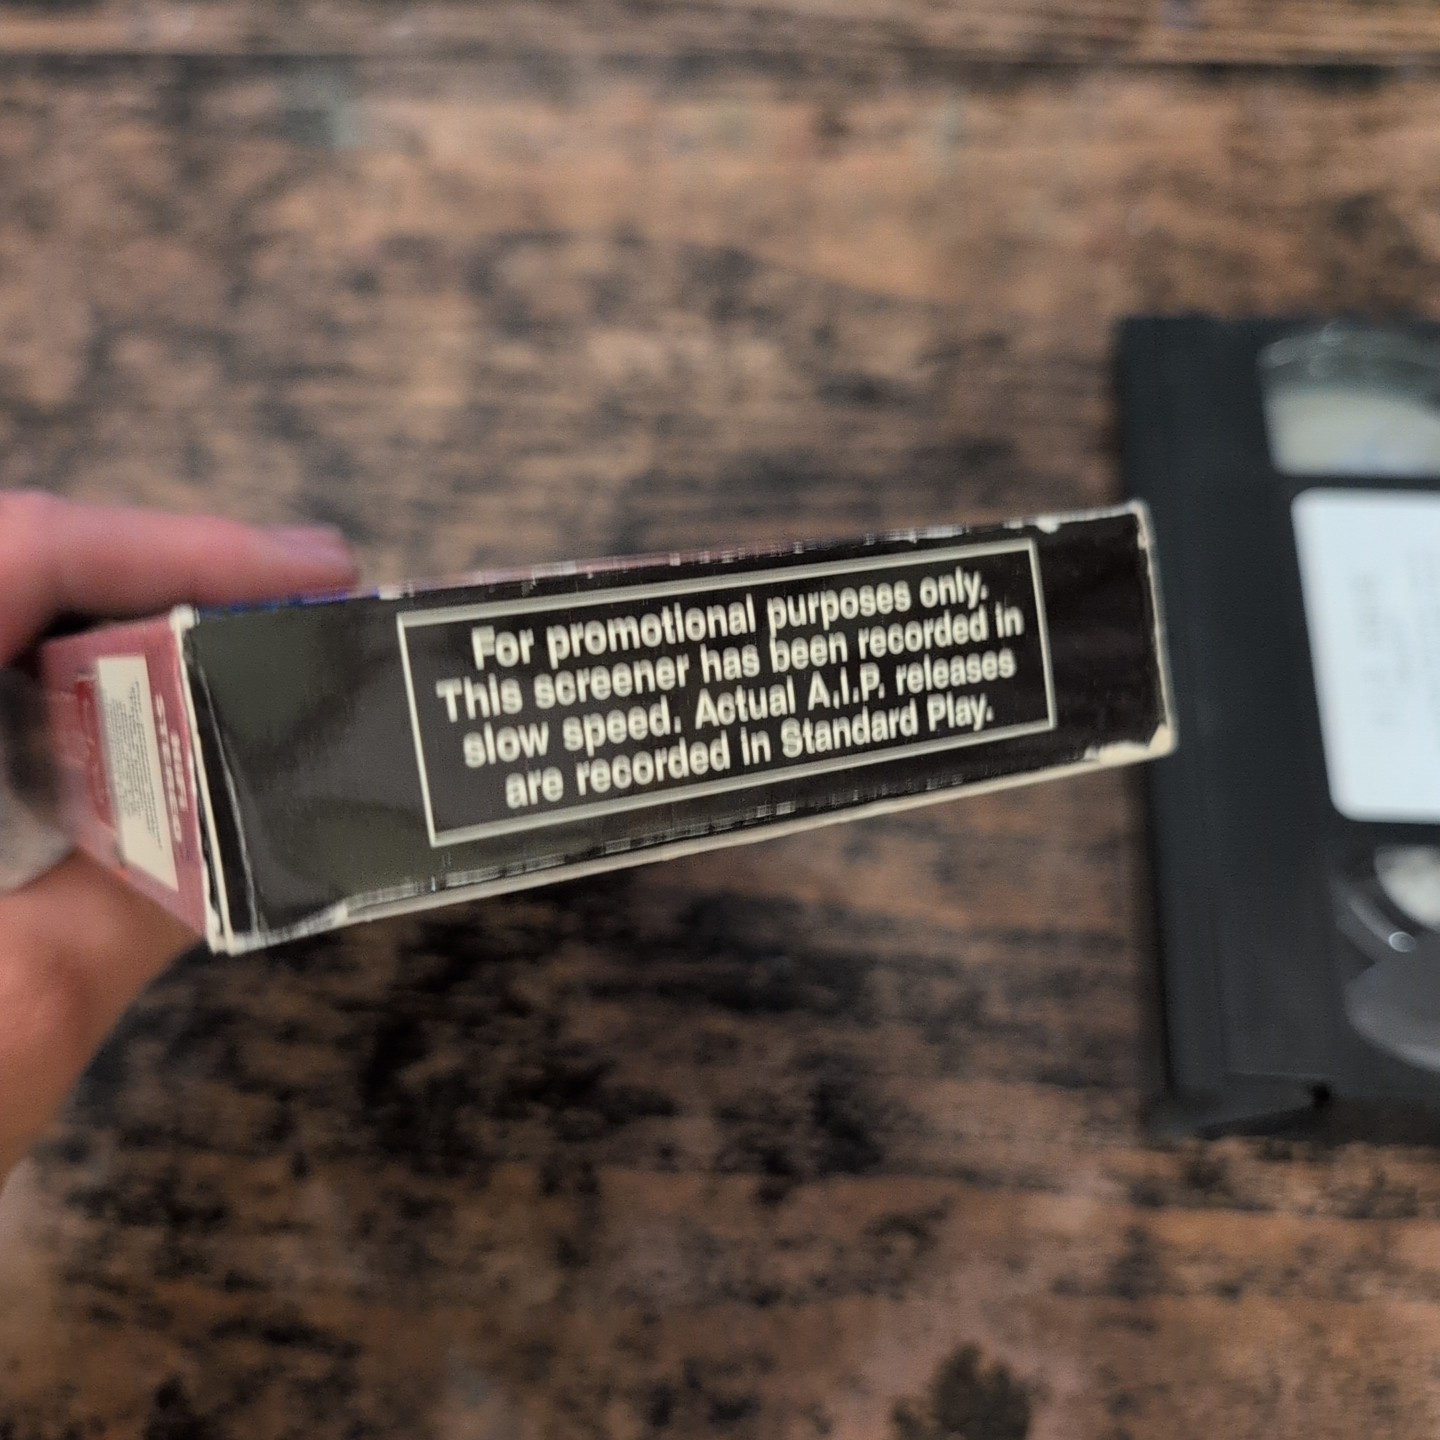 For promotional purposes only.
This screener has been recorded in
slow speed. Actual A.I.P. releases
are recorded in Standard Play.